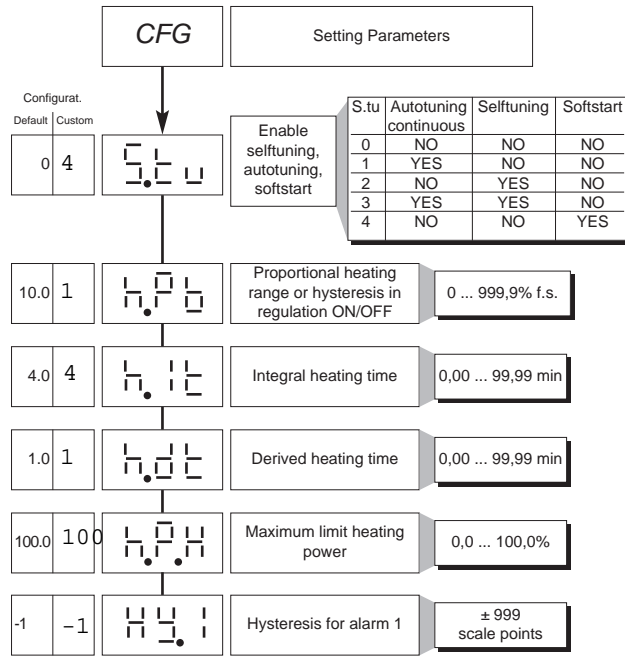 CFG
Setting Parameters
Configurat.
Default Custom
0 4
S.tu
Enable
selftuning,
autotuning,
softstart
S.tu Autotuning continuous Selftuning Softstart
0 NO NO NO
1 YES NO NO
2 NO YES NO
3 YES YES NO
4 NO NO YES
10.0 1
h.Pb
Proportional heating
range or hysteresis in
regulation ON/OFF
0 ... 999,9% f.s.
4.0 4
h.It
Integral heating time
0,00 ... 99,99 min
1.0 1
h.dt
Derived heating time
0,00 ... 99,99 min
100.0 100
h.P.H
Maximum limit heating
power
0,0 ... 100,0%
-1 -1
HY.1
Hysteresis for alarm 1
± 999
scale points